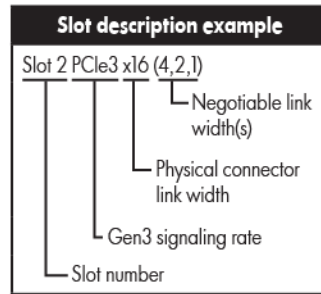 Slot description example
Slot 2 PCIe3 x16 (4,2,1)
Negotiable link
width(s)
Physical connector
link width
Gen3 signaling rate
Slot number